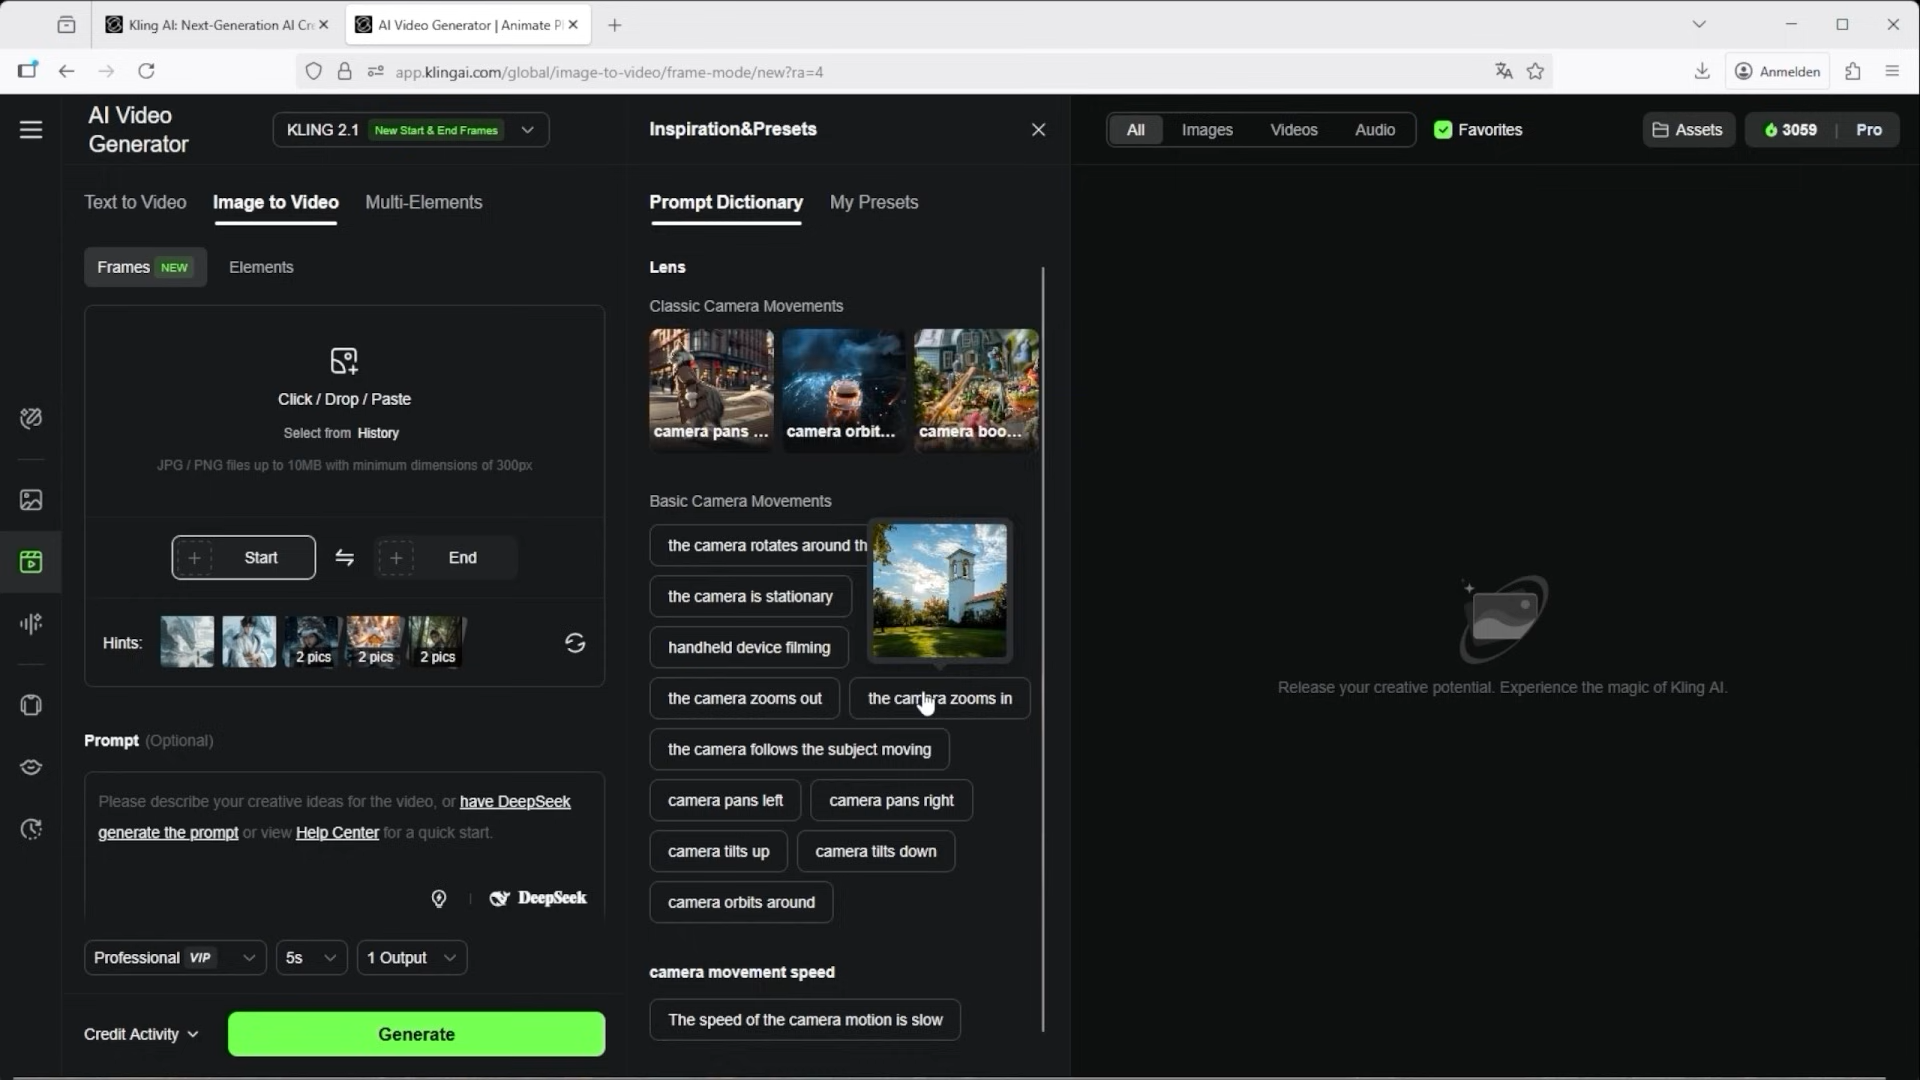 Kling AI: Next-Generation AI Cre
AI Video Generator | Animate Pl
app.klingai.com/global/image-to-video/frame-mode/new?ra=4
Anmelden
AI Video
Generator
KLING 2.1 New Start & End Frames
Text to Video Image to Video Multi-Elements
Frames NEW Elements
Click / Drop / Paste
Select from History
JPG / PNG files up to 10MB with minimum dimensions of 300px
Start End
Hints: 2 pics 2 pics 2 pics
Prompt (Optional)
Please describe your creative ideas for the video, or have DeepSeek
generate the prompt or view Help Center for a quick start.
DeepSeek
Professional VIP 5s 1 Output
Credit Activity Generate
Inspiration&Presets
Prompt Dictionary My Presets
Lens
Classic Camera Movements
camera pans ... camera orbit... camera boo...
Basic Camera Movements
the camera rotates around th
the camera is stationary
handheld device filming
the camera zooms out the camera zooms in
the camera follows the subject moving
camera pans left camera pans right
camera tilts up camera tilts down
camera orbits around
camera movement speed
The speed of the camera motion is slow
All Images Videos Audio Favorites Assets 3059 | Pro
Release your creative potential. Experience the magic of Kling AI.